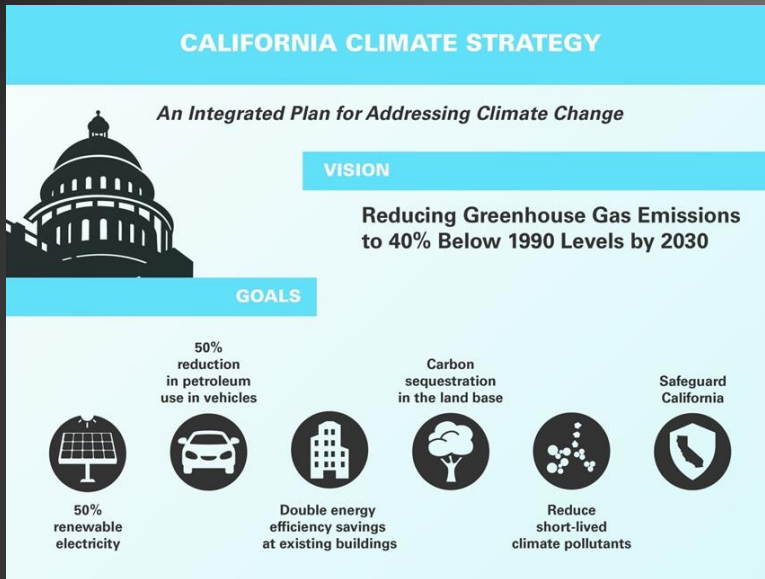 CALIFORNIA CLIMATE STRATEGY
An Integrated Plan for Addressing Climate Change
VISION
Reducing Greenhouse Gas Emissions
to 40% Below 1990 Levels by 2030
GOALS
50%
renewable
electricity
50%
reduction
in petroleum
use in vehicles
Double energy
efficiency savings
at existing buildings
Carbon
sequestration
in the land base
Reduce
short-lived
climate pollutants
Safeguard
California